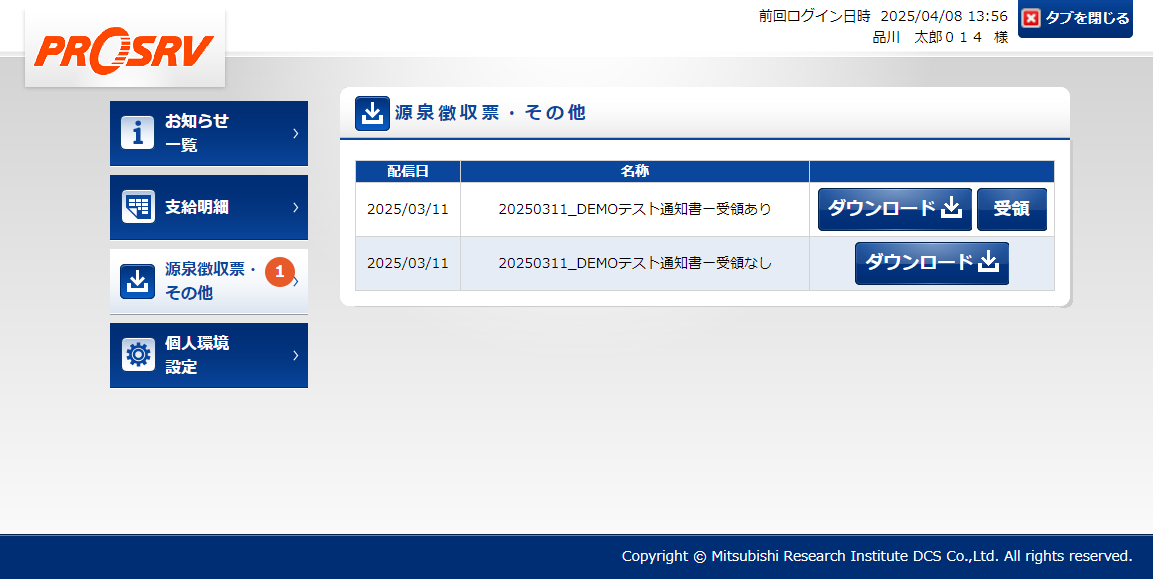 PROSRV
前回ログイン日時 2025/04/08 13:56
品川　太郎０１４ 様
タブを閉じる
お知らせ
一覧
支給明細
源泉徴収票・
その他
1
個人環境
設定
源泉徴収票・その他
配信日 名称
2025/03/11 20250311_DEMOテスト通知書ー受領あり ダウンロード 受領
2025/03/11 20250311_DEMOテスト通知書ー受領なし ダウンロード
Copyright © Mitsubishi Research Institute DCS Co.,Ltd. All rights reserved.